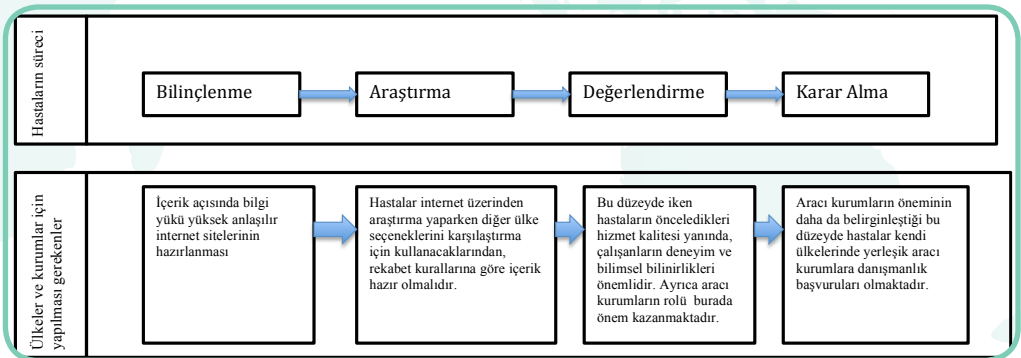 Hastaların süreci
Bilinçlenme
Araştırma
Değerlendirme
Karar Alma
Ülkeler ve kurumlar için
yapılması gerekenler
İçerik açısında bilgi
yükü yüksek anlaşılır
internet sitelerinin
hazırlanması
Hastalar internet üzerinden
araştırma yaparken diğer ülke
seçeneklerini karşılaştırma
için kullanacaklarından,
rekabet kurallarına göre içerik
hazır olmalıdır.
Bu düzeyde iken
hastaların önceledikleri
hizmet kalitesi yanında,
çalışanların deneyim ve
bilimsel bilinirlikleri
önemlidir. Ayrıca aracı
kurumların rolü burada
önem kazanmaktadır.
Aracı kurumların öneminin
daha da belirginleştiği bu
düzeyde hastalar kendi
ülkelerinde yerleşik aracı
kurumlara danışmanlık
başvuruları olmaktadır.